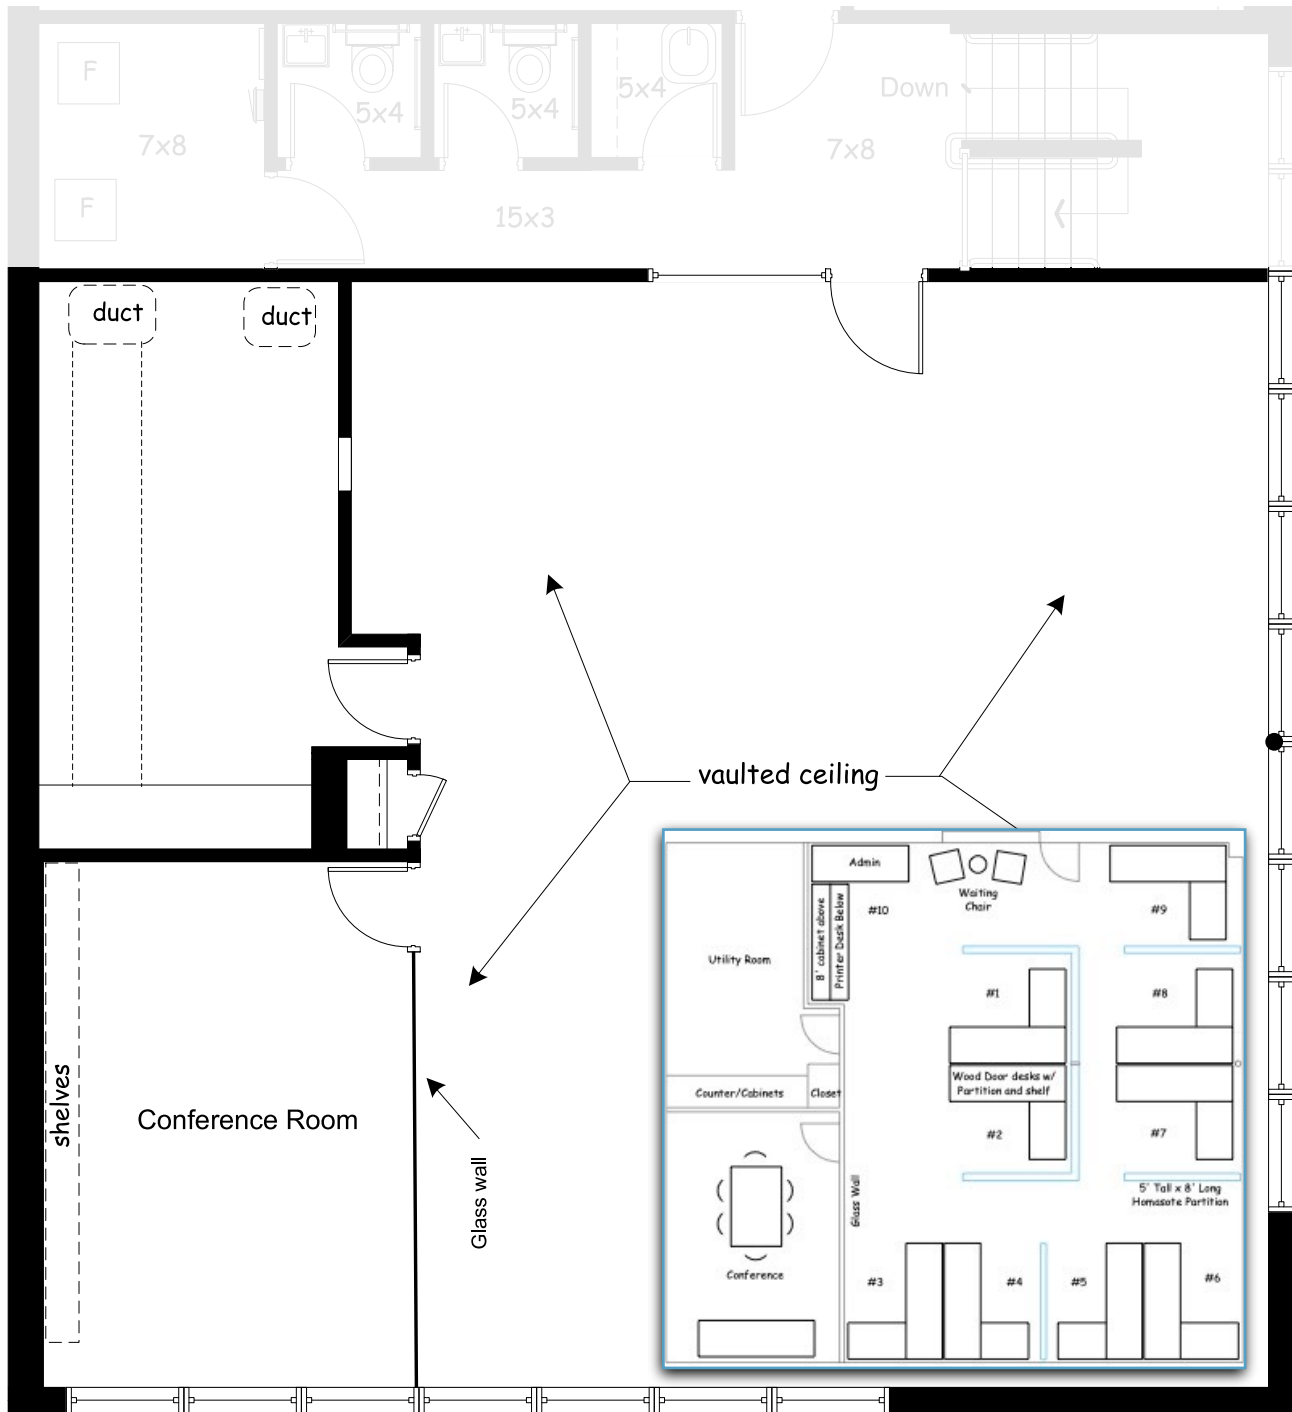 F
5x4
5x4
5x4
Down
7x8
7x8
F
15x3
duct
duct
vaulted ceiling
shelves
Conference Room
Glass wall
Admin
Waiting
Chair
#10
#9
8' cabinet above
Printer Desk Below
Utility Room
#1
#8
Wood Door desks w/
Partition and shelf
Counter/Cabinets
Closet
#2
#7
5' Tall x 8' Long
Homasote Partition
Glass Wall
Conference
#3
#4
#5
#6